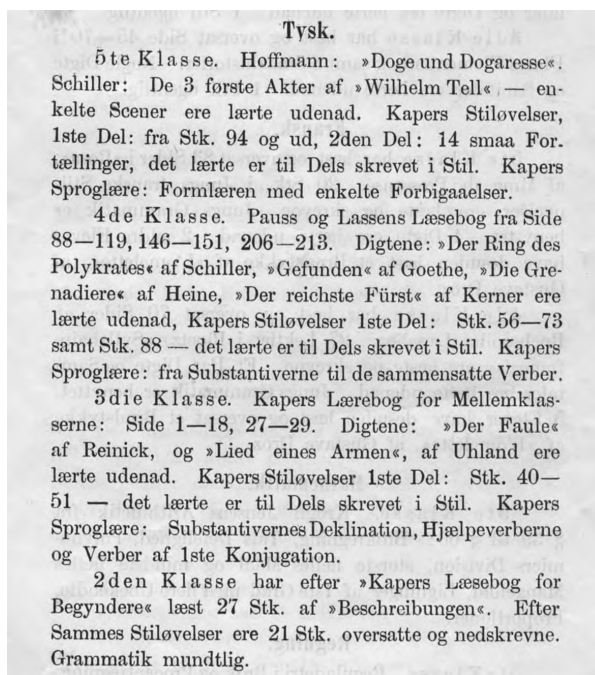 Tysk.
5te Klasse. Hoffmann: »Doge und Dogaresse«.
Schiller: De 3 første Akter af »Wilhelm Tell« — en-
kelte Scener ere lærte udenad. Kapers Stiløvelser,
1ste Del: fra Stk. 94 og ud, 2den Del: 14 smaa For-
tællinger, det lærte er til Dels skrevet i Stil. Kapers
Sproglære: Formlæren med enkelte Forbigaaelser.
4de Klasse. Pauss og Lassens Læsebog fra Side
88—119, 146—151, 206—213. Digtene: »Der Ring des
Polykrates« af Schiller, »Gefunden« af Goethe, »Die Gre-
nadiere« af Heine, »Der reichste Fürst« af Kerner ere
lærte udenad, Kapers Stiløvelser 1ste Del: Stk. 56—73
samt Stk. 88 — det lærte er til Dels skrevet i Stil. Kapers
Sproglære: fra Substantiverne til de sammensatte Verber.
3die Klasse. Kapers Lærebog for Mellemklas-
serne: Side 1—18, 27—29. Digtene: »Der Faule«
af Reinick, og »Lied eines Armen«, af Uhland ere
lærte udenad. Kapers Stiløvelser 1ste Del: Stk. 40—
51 — det lærte er til Dels skrevet i Stil. Kapers
Sproglære: Substantivernes Deklination, Hjælpeverberne
og Verber af 1ste Konjugation.
2den Klasse har efter »Kapers Læsebog for
Begyndere« læst 27 Stk. af »Beschreibungen«. Efter
Sammes Stiløvelser ere 21 Stk. oversatte og nedskrevne.
Grammatik mundtlig.